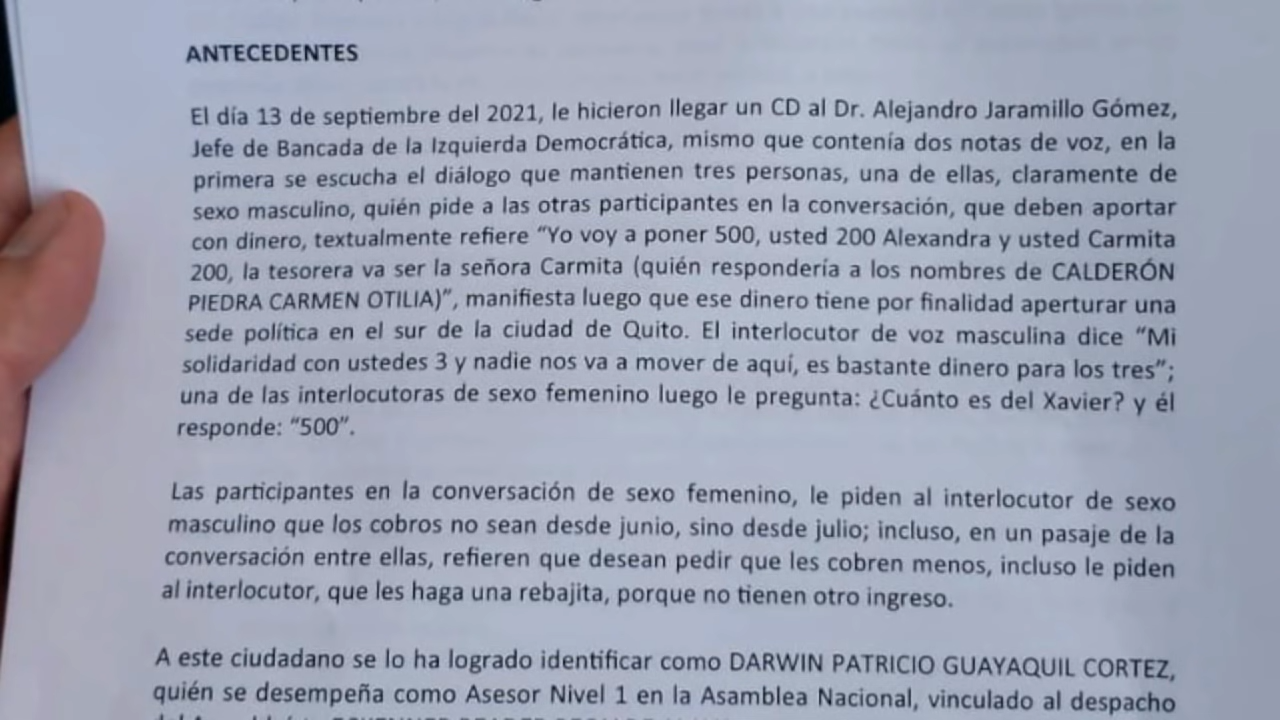 ANTECEDENTES
El día 13 de septiembre del 2021, le hicieron llegar un CD al Dr. Alejandro Jaramillo Gómez,
Jefe de Bancada de la Izquierda Democrática, mismo que contenía dos notas de voz, en la
primera se escucha el diálogo que mantienen tres personas, una de ellas, claramente de
sexo masculino, quién pide a las otras participantes en la conversación, que deben aportar
con dinero, textualmente refiere “Yo voy a poner 500, usted 200 Alexandra y usted Carmita
200, la tesorera va ser la señora Carmita (quién respondería a los nombres de CALDERÓN
PIEDRA CARMEN OTILIA)”, manifiesta luego que ese dinero tiene por finalidad aperturar una
sede política en el sur de la ciudad de Quito. El interlocutor de voz masculina dice “Mi
solidaridad con ustedes 3 y nadie nos va a mover de aquí, es bastante dinero para los tres”;
una de las interlocutoras de sexo femenino luego le pregunta: ¿Cuánto es del Xavier? y él
responde: “500”.
Las participantes en la conversación de sexo femenino, le piden al interlocutor de sexo
masculino que los cobros no sean desde junio, sino desde julio; incluso, en un pasaje de la
conversación entre ellas, refieren que desean pedir que les cobren menos, incluso le piden
al interlocutor, que les haga una rebajita, porque no tienen otro ingreso.
A este ciudadano se lo ha logrado identificar como DARWIN PATRICIO GUAYAQUIL CORTEZ,
quién se desempeña como Asesor Nivel 1 en la Asamblea Nacional, vinculado al despacho